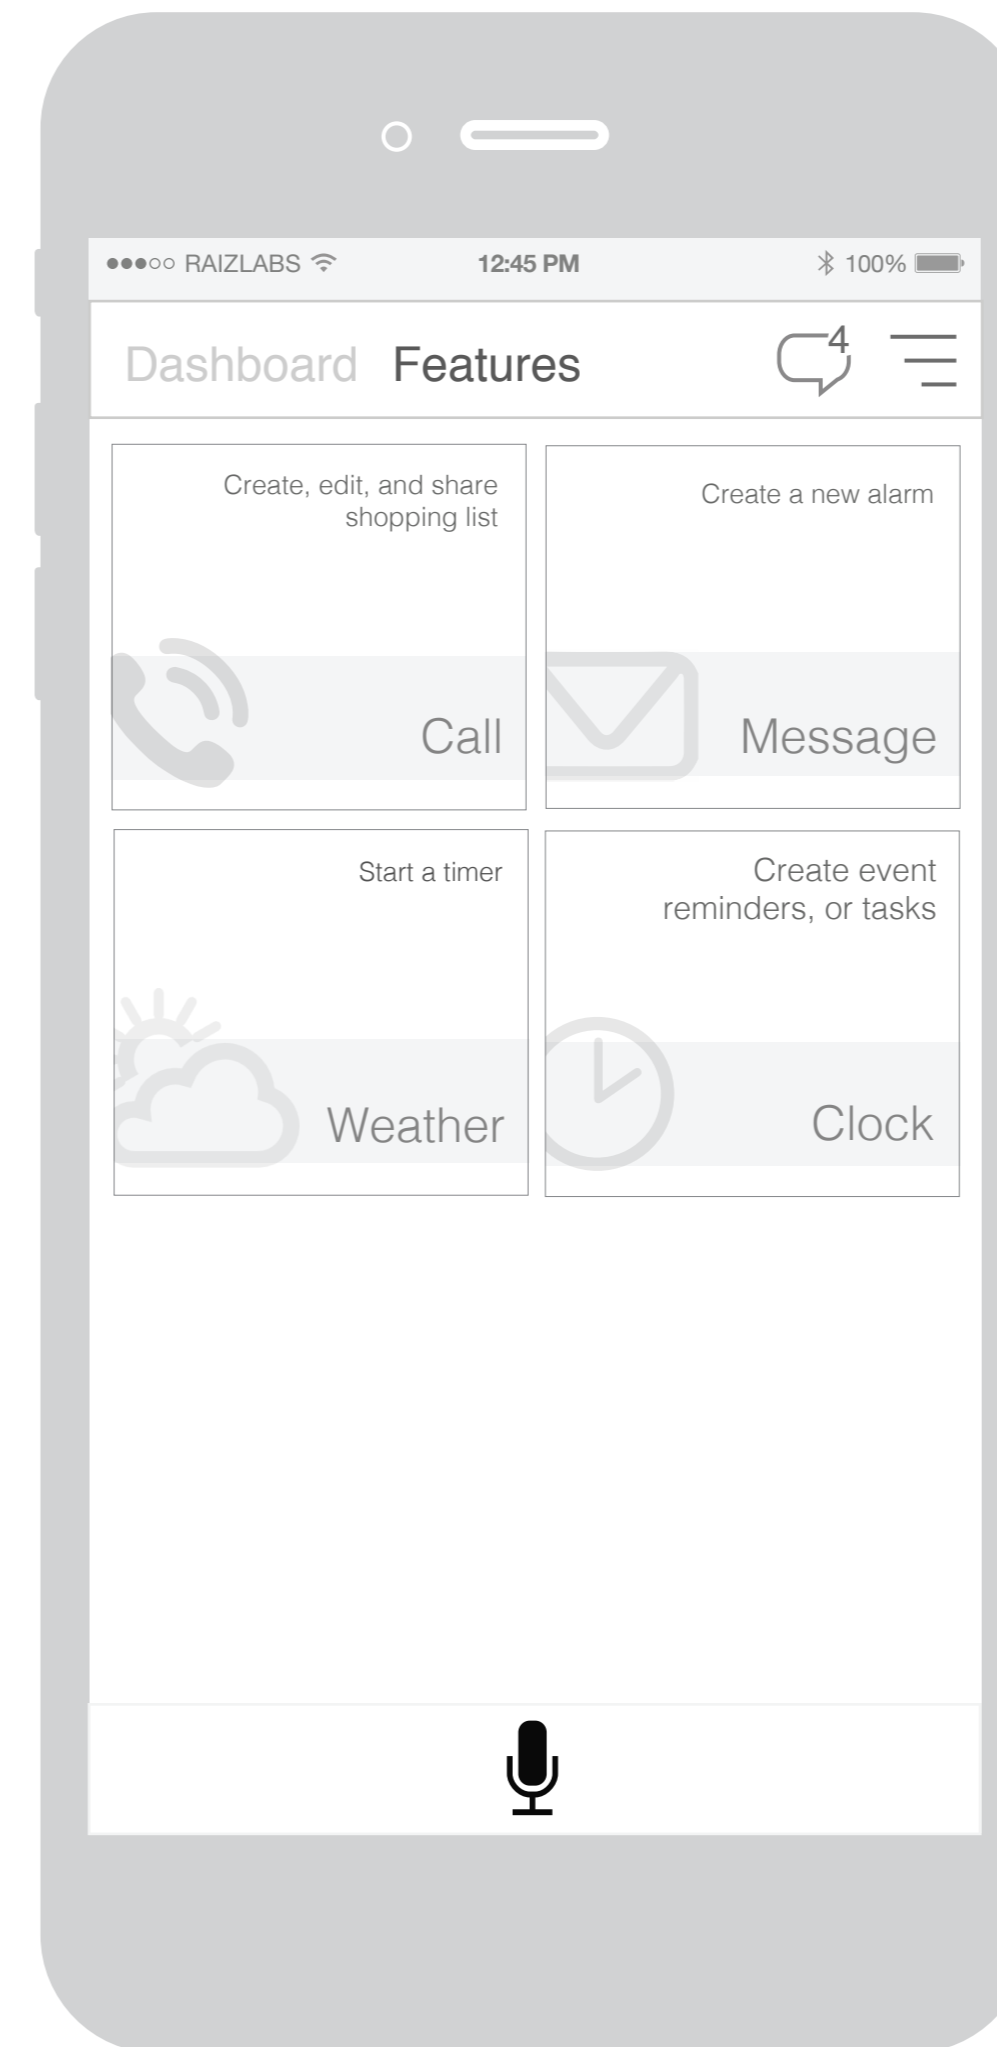 RAIZLABS 12:45 PM 100%
Dashboard Features 4
Create, edit, and share
shopping list
Call
Create a new alarm
Message
Start a timer
Weather
Create event
reminders, or tasks
Clock